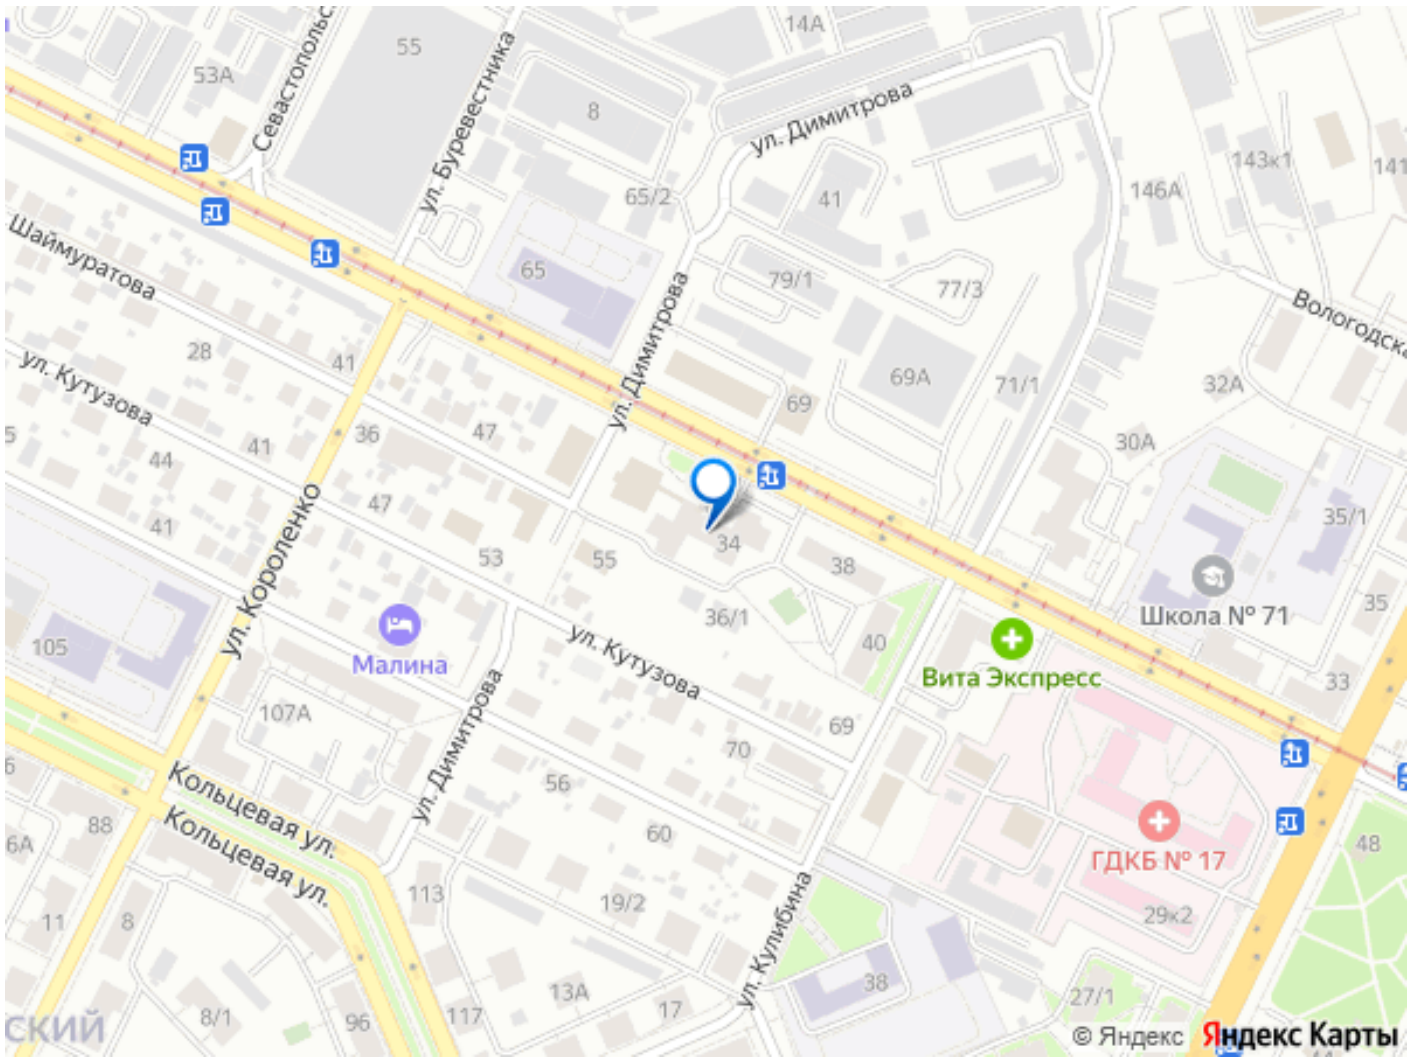 14А
55
53А
Севастопольс
ул. Буревестника
8
ул. Димитрова
143к1
141
65/2
41
146А
Шаймуратова
65
79/1
77/3
Вологодска
ул. Димитрова
28
41
69А
71/1
32А
ул. Кутузова
69
36
47
41
30А
44
47
35/1
41
ул. Короленко
34
53
55
38
Школа № 71
35
36/1
105
Малина
ул. Кутузова
40
Вита Экспресс
33
107А
69
70
ул. Димитрова
56
Кольцевая ул.
88
60
6А
Кольцевая ул.
ГДКБ № 17
48
113
19/2
29к2
11
8
ул. Кулибина
38
13А
27/1
8/1
96
117
17
ский
© Яндекс
Яндекс Карты